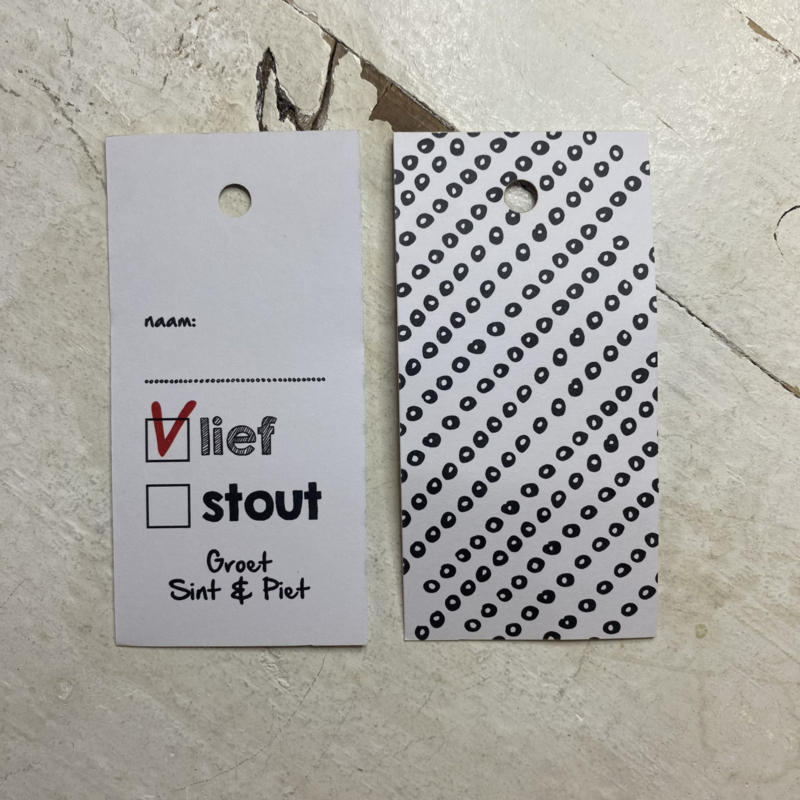 naam:
lief
stout
Groet
Sint & Piet